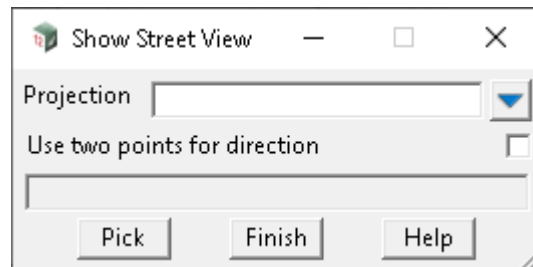 Show Street View
Projection
Use two points for direction
Pick Finish Help